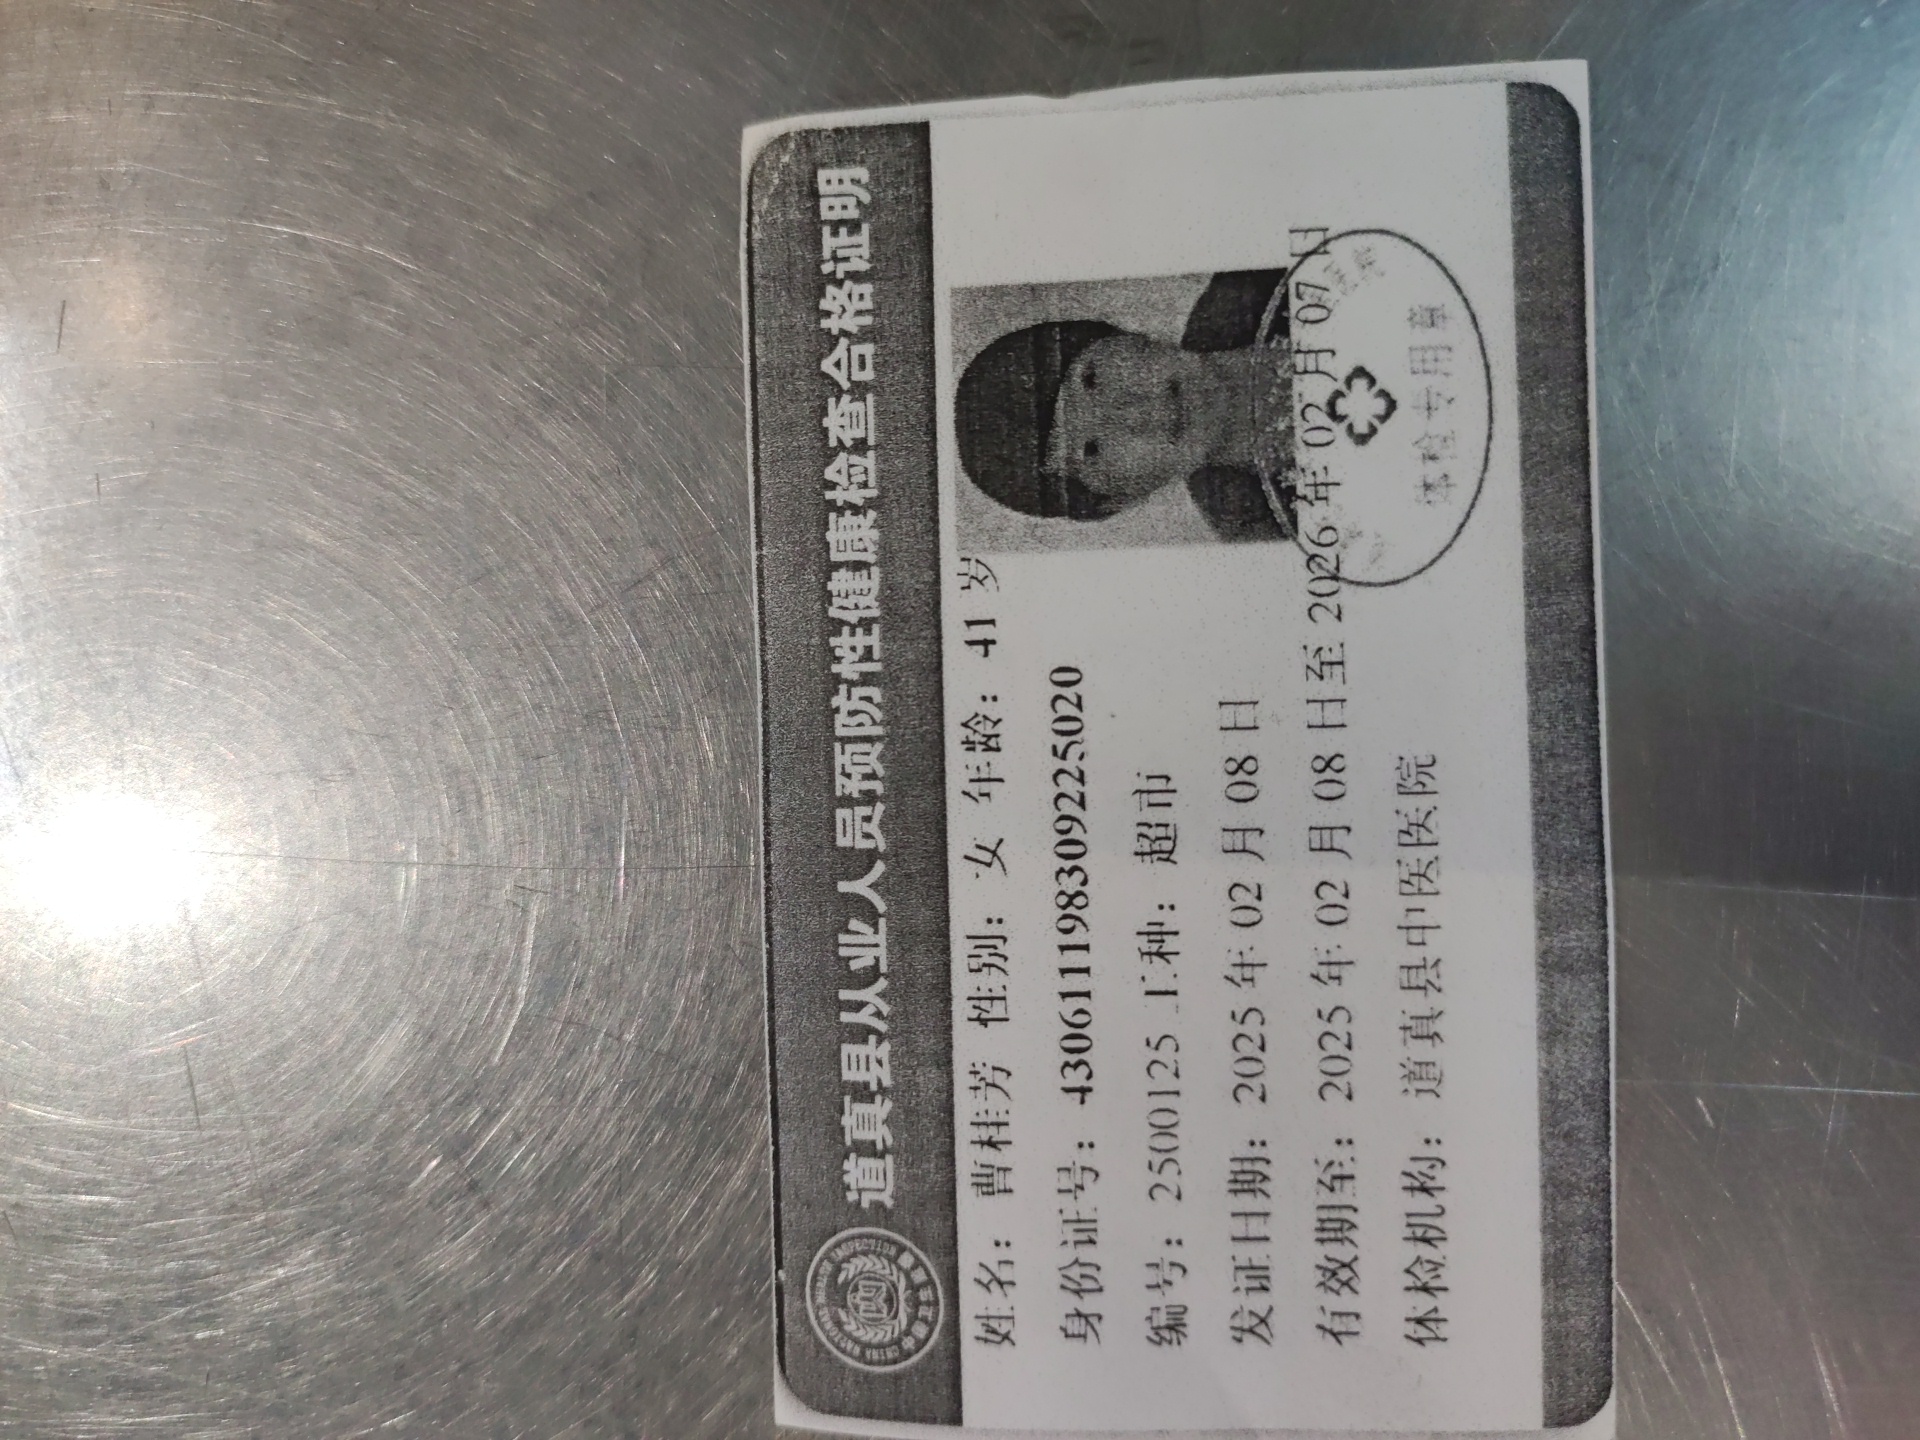 道真县从业人员预防性健康检查合格证明
姓名：曹桂芳 性别：女 年龄：41 岁
身份证号：430611198309225020
编号：25000125 工种：超市
发证日期：2025 年 02 月 08 日
有效期至：2025 年 02 月 08 日至 2026 年 02 月 07 日
体检机构：道真县中医医院
体检专用章